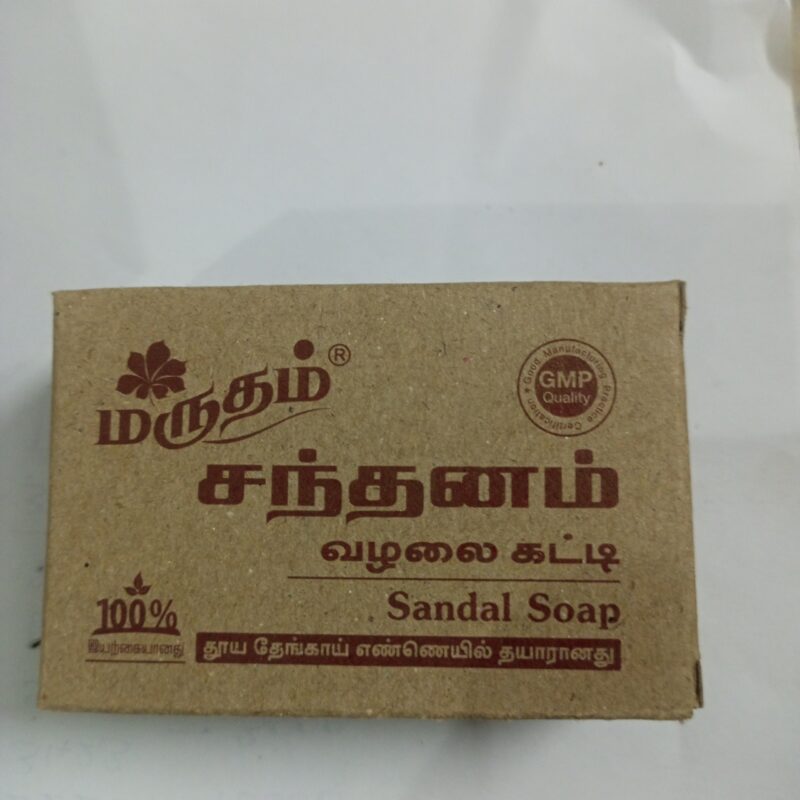 மருதம்®
Good Manufacturing Practice Certification
GMP
Quality
சந்தனம்
வழலை கட்டி
Sandal Soap
100%
இயற்கையானது
தூய தேங்காய் எண்ணெயில் தயாரானது